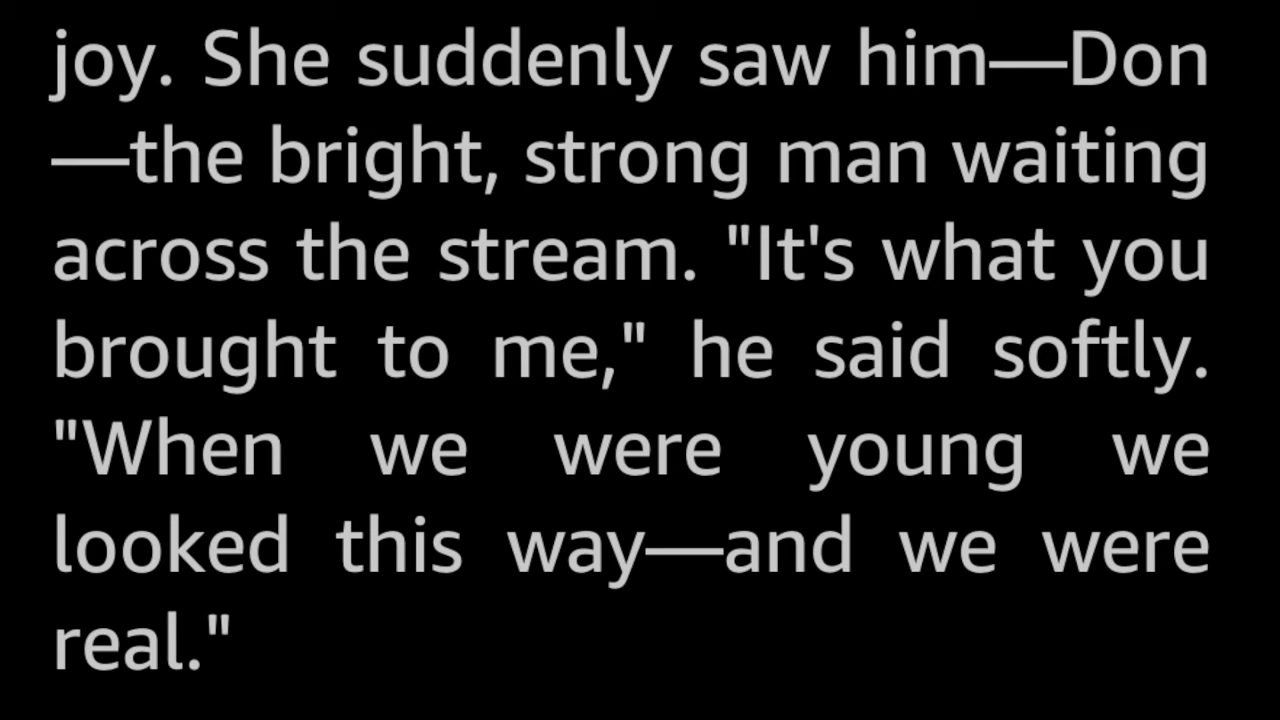 joy. She suddenly saw him—Don
—the bright, strong man waiting
across the stream. "It's what you
brought to me," he said softly.
"When we were young we
looked this way—and we were
real."